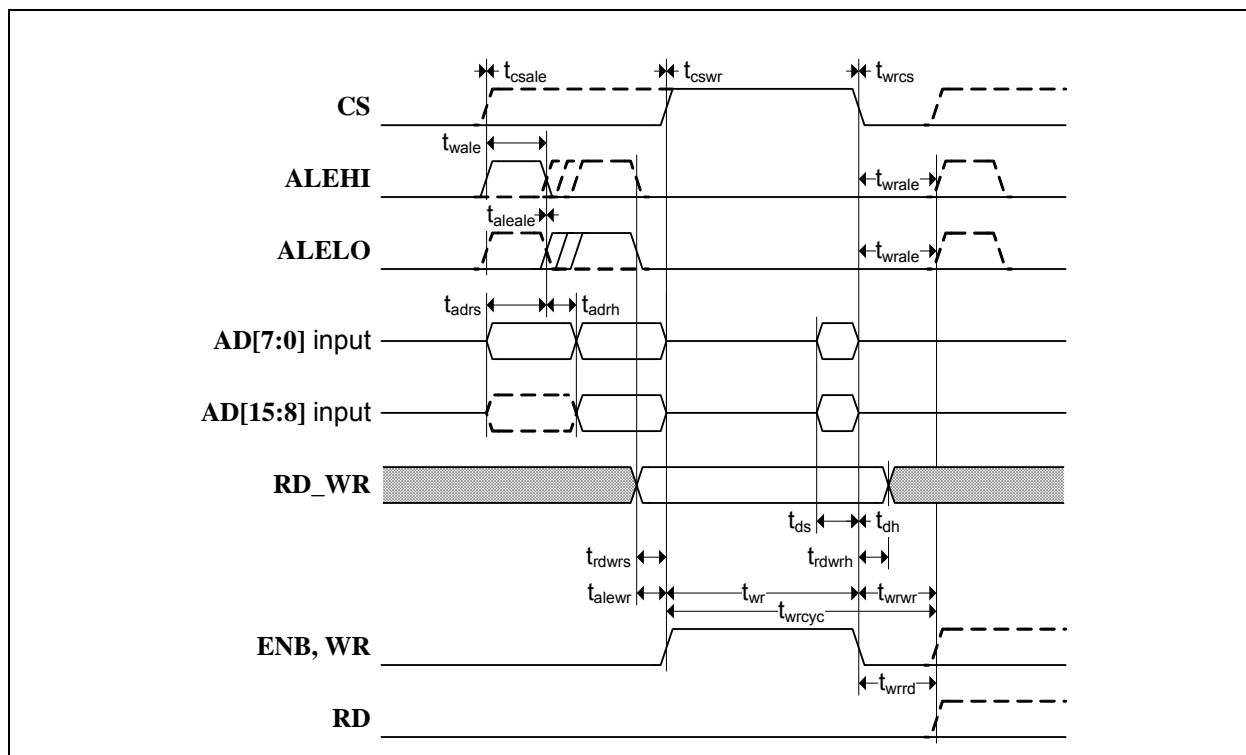 tcsale tcswr twrcs
CS
twale
ALEHI
twrale
taleale
ALELO
twrale
tadrs tadrh
AD[7:0] input
AD[15:8] input
RD_WR
tds tdh
trdwrs trdwrh
talewr twr twrwr
twrcyc
ENB, WR
twrrd
RD